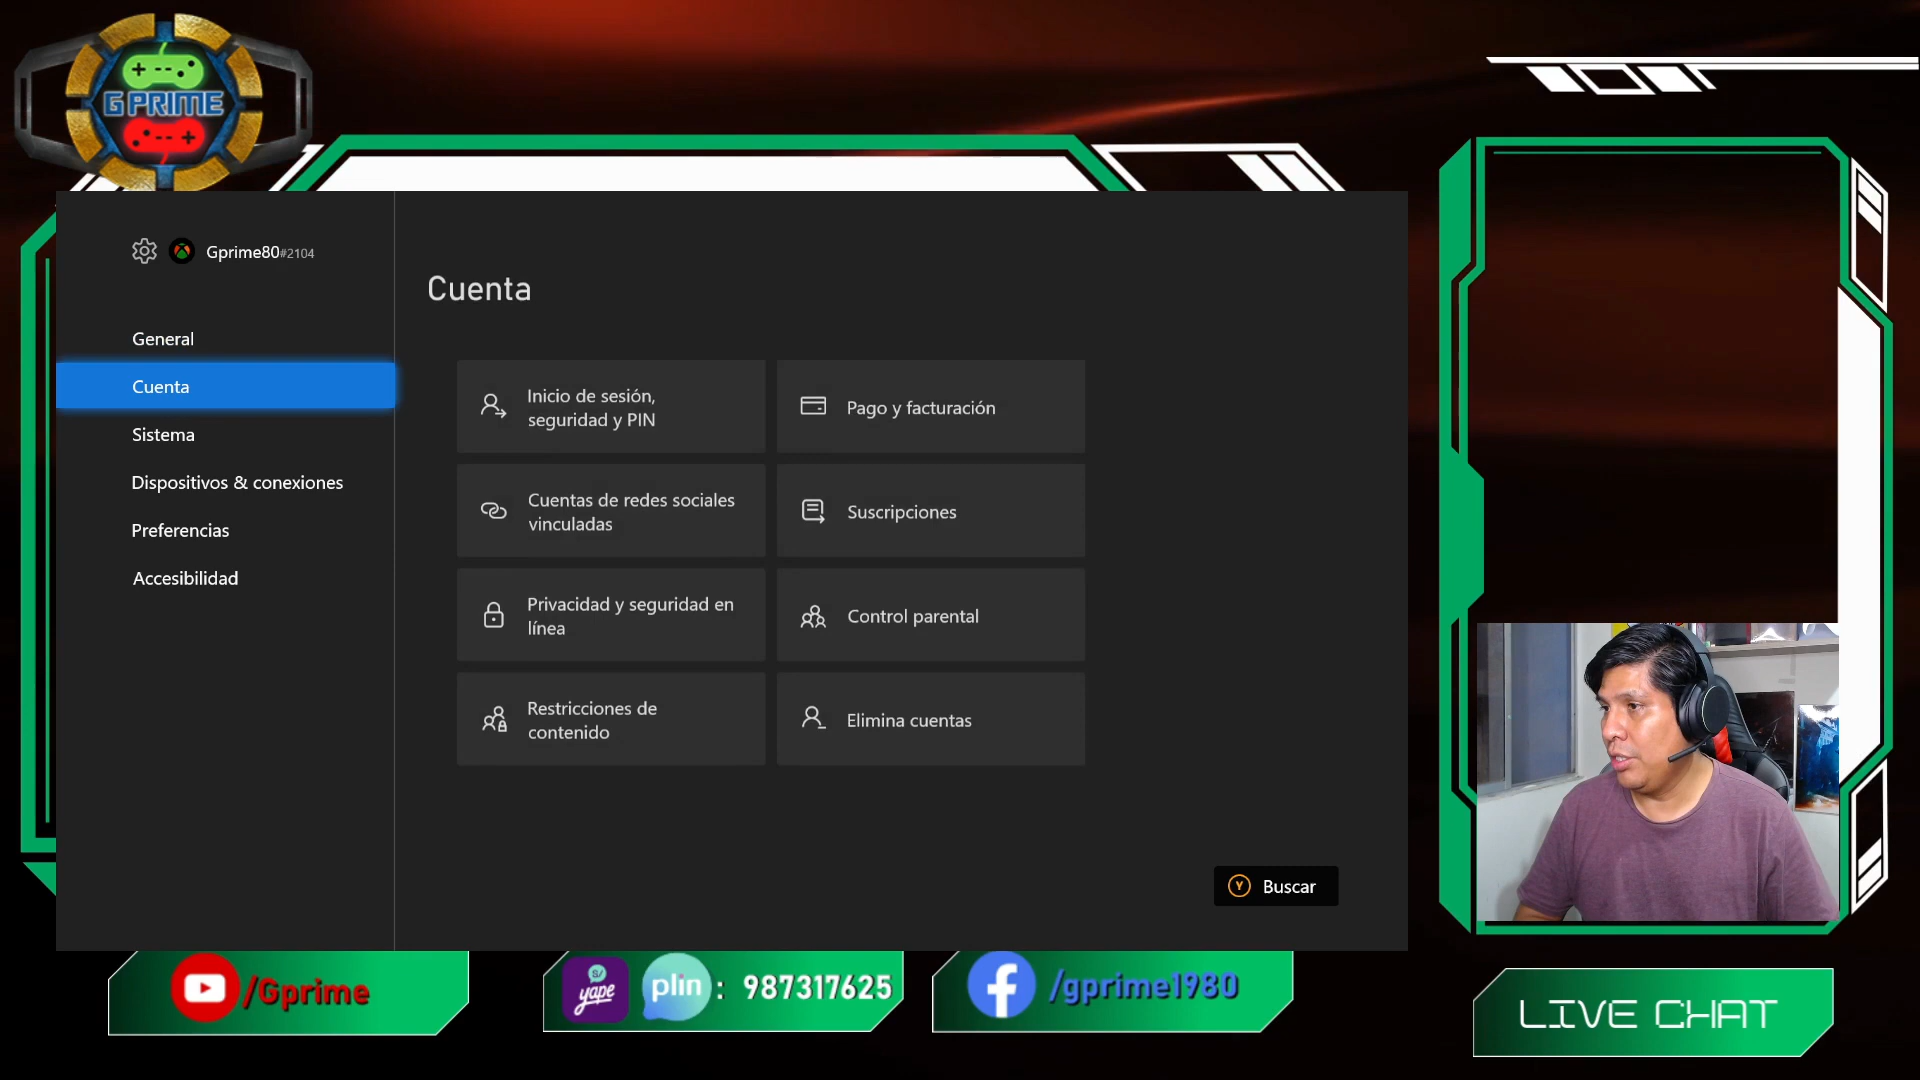 G PRIME
Gprime80#2104
General
Cuenta
Sistema
Dispositivos & conexiones
Preferencias
Accesibilidad
Cuenta
Inicio de sesión,
seguridad y PIN
Pago y facturación
Cuentas de redes sociales
vinculadas
Suscripciones
Privacidad y seguridad en
línea
Control parental
Restricciones de
contenido
Elimina cuentas
Y Buscar
/Gprime
S/ yape plin : 987317625
/gprime1980
LIVE CHAT